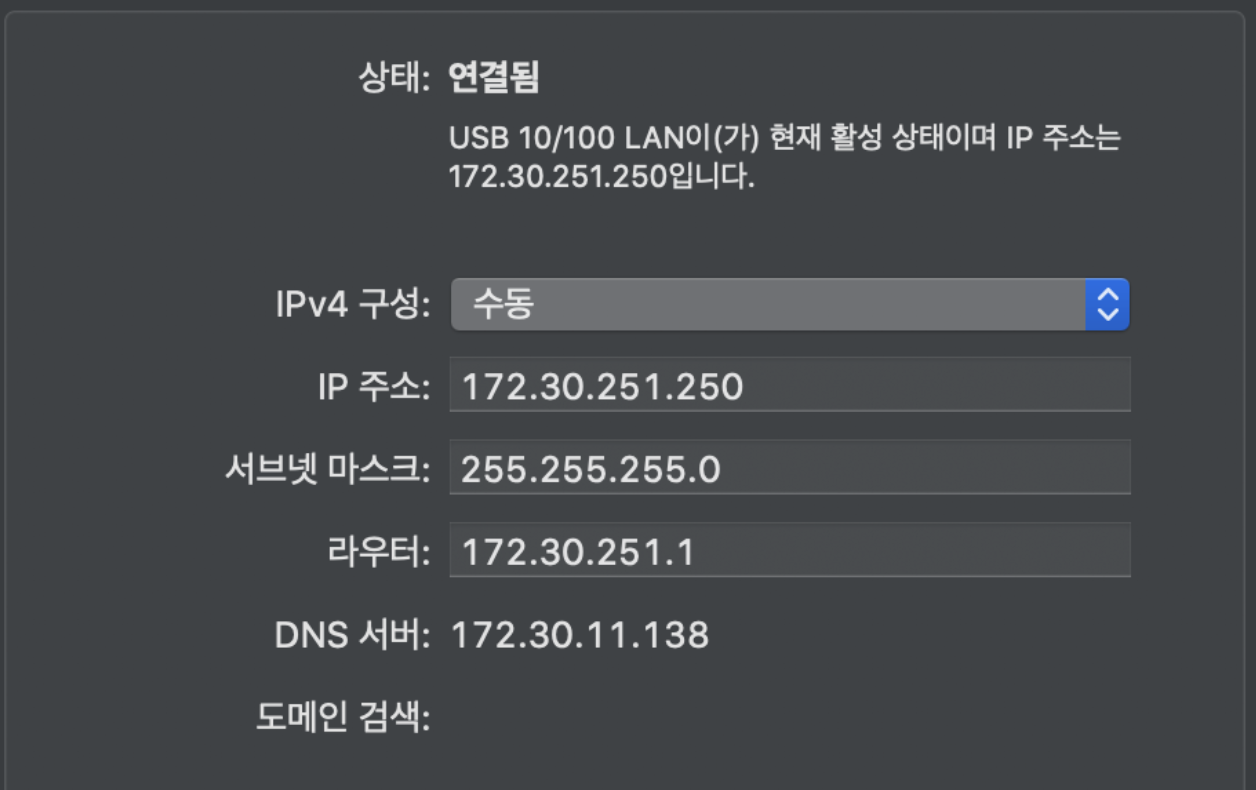 상태: 연결됨
USB 10/100 LAN이(가) 현재 활성 상태이며 IP 주소는
172.30.251.250입니다.
IPv4 구성: 수동
IP 주소: 172.30.251.250
서브넷 마스크: 255.255.255.0
라우터: 172.30.251.1
DNS 서버: 172.30.11.138
도메인 검색: